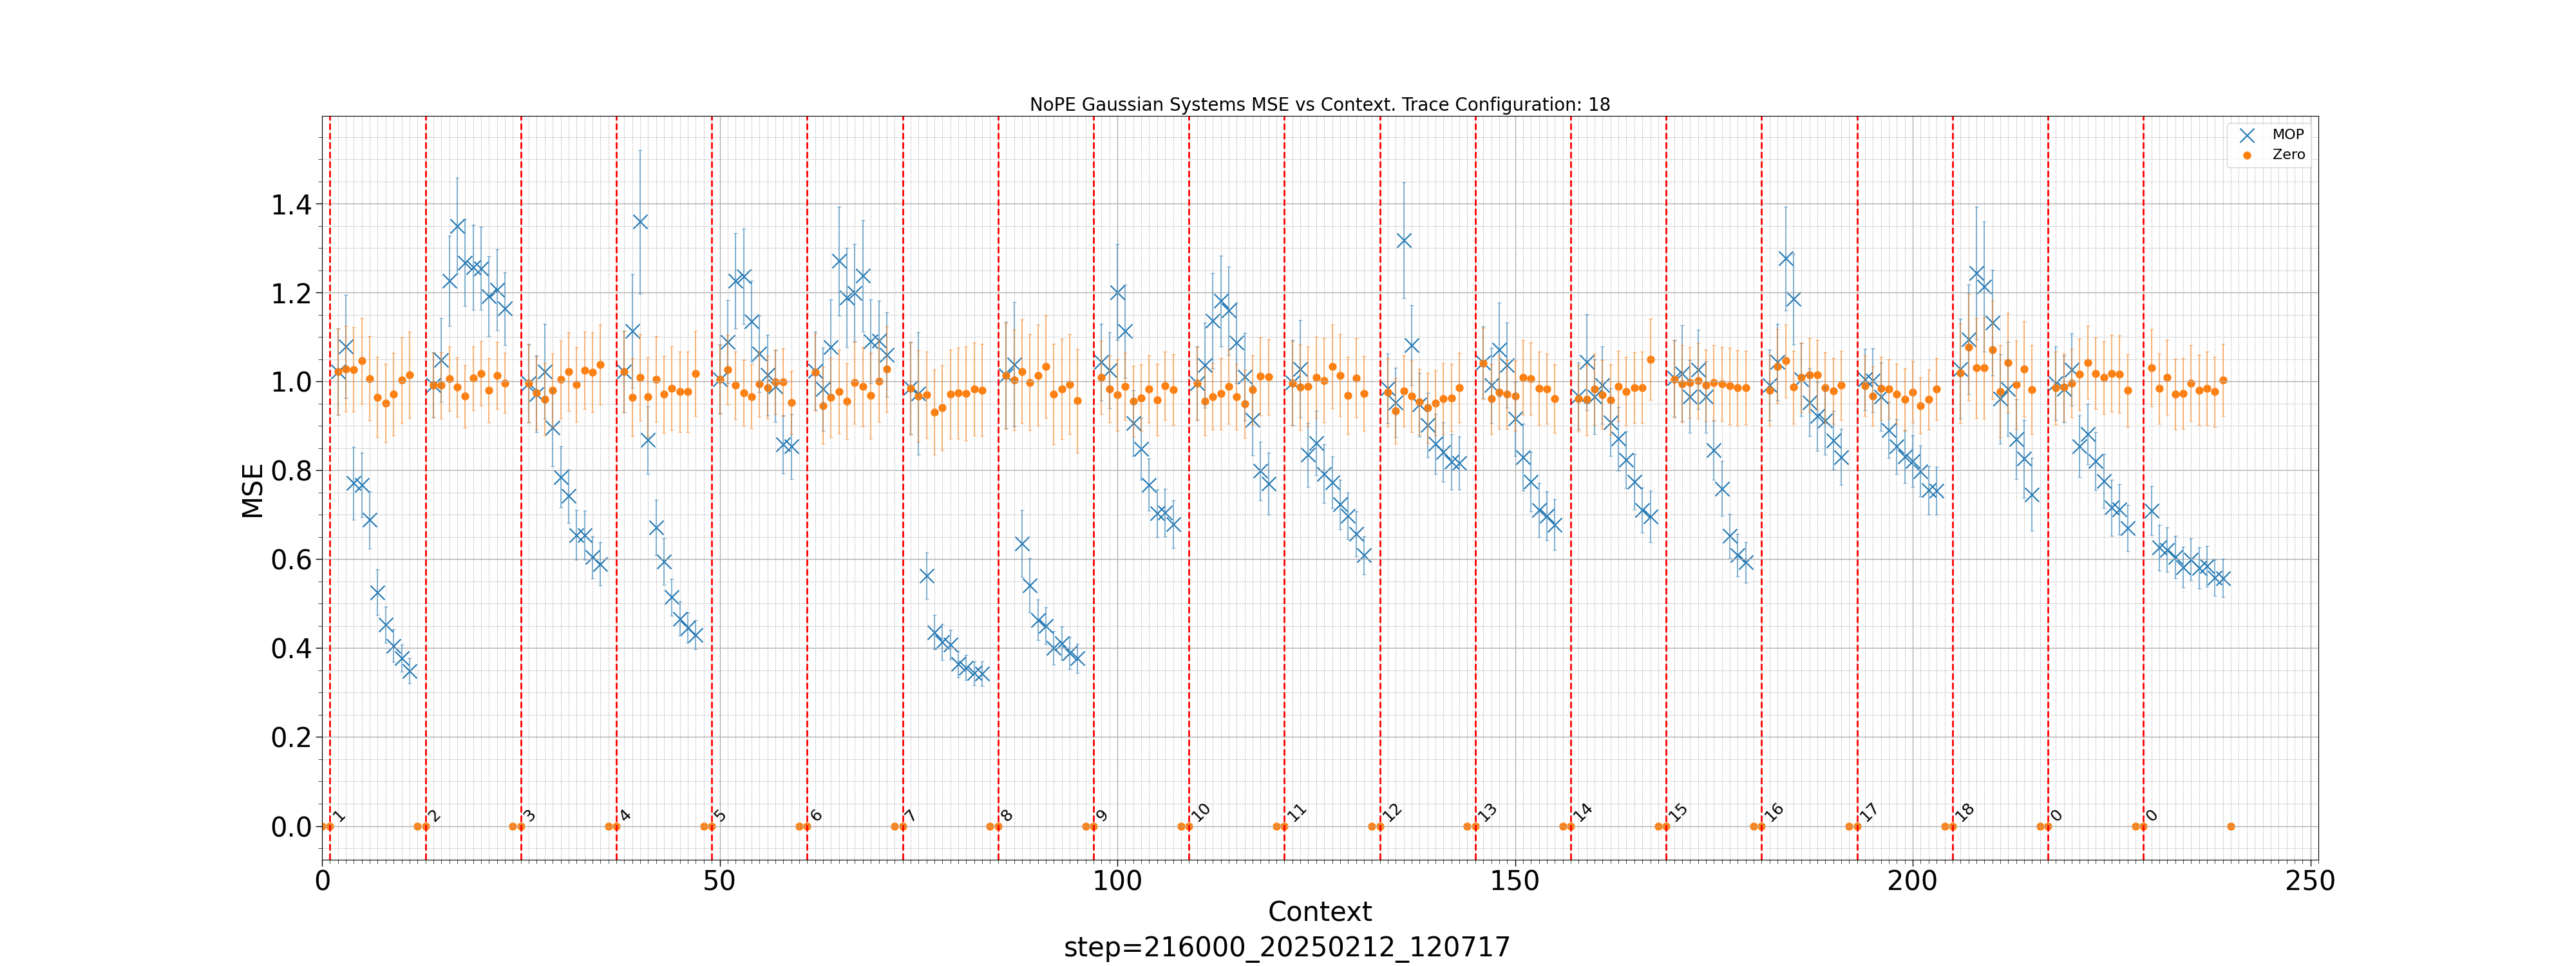 NoPE Gaussian Systems MSE vs Context. Trace Configuration: 18
MOP
Zero
1.4
1.2
1.0
0.8
0.6
0.4
0.2
0.0
MSE
1 2 3 4 5 6 7 8 9 10 11 12 13 14 15 16 17 18 0 0
0 50 100 150 200 250
Context
step=216000_20250212_120717